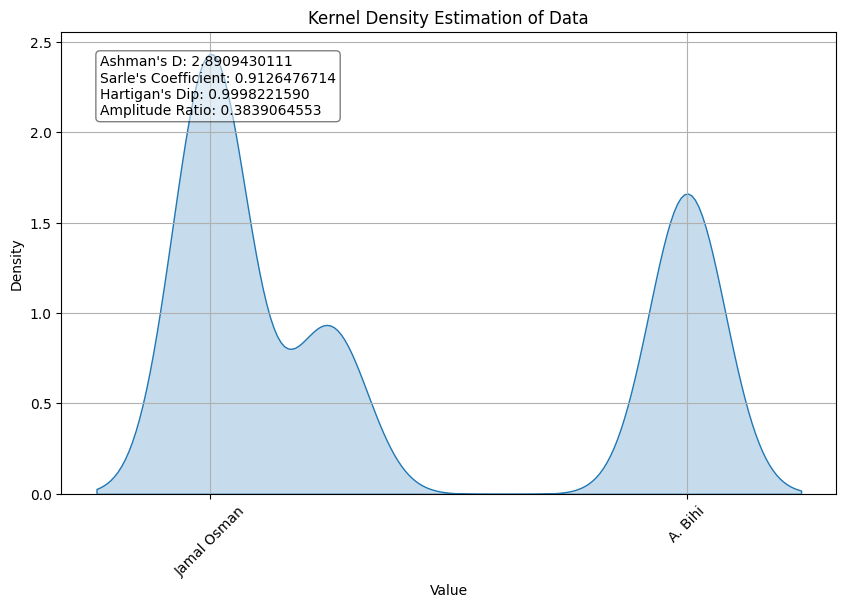 Kernel Density Estimation of Data
2.5
2.0
1.5
1.0
0.5
0.0
Density
Ashman's D: 2.8909430111
Sarle's Coefficient: 0.9126476714
Hartigan's Dip: 0.9998221590
Amplitude Ratio: 0.3839064553
Jamal Osman
A. Bihi
Value